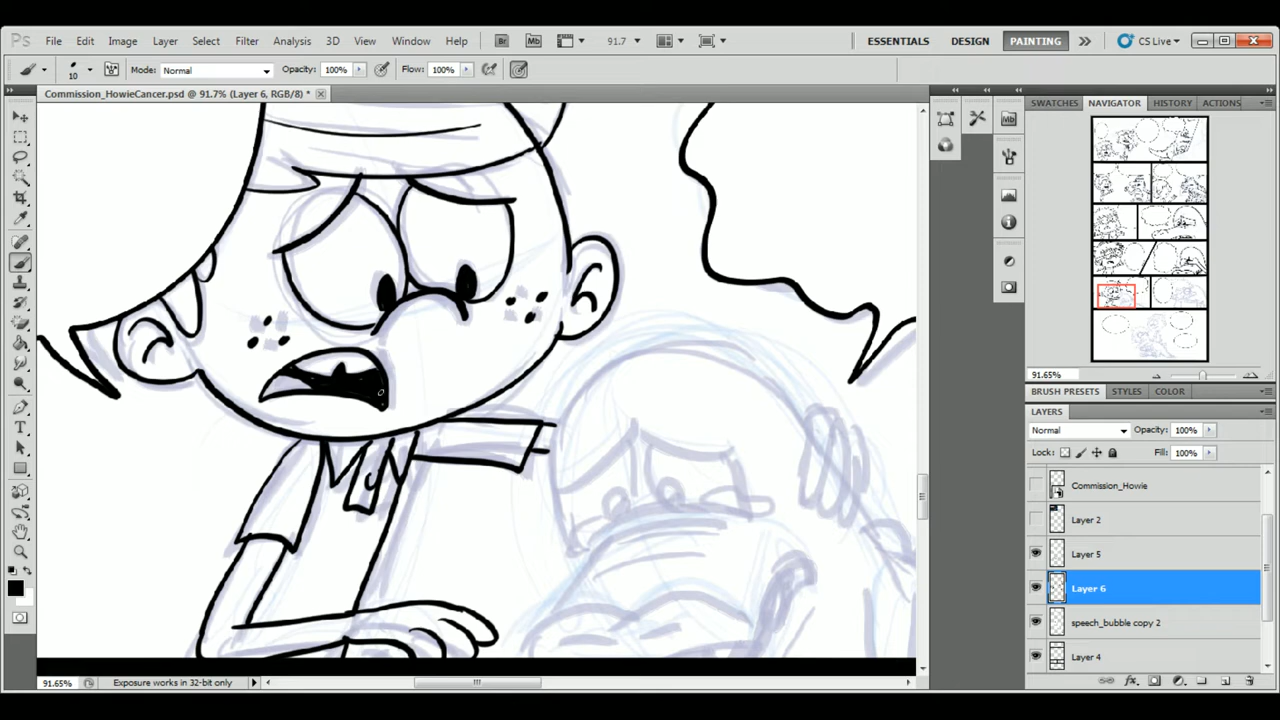 Ps File Edit Image Layer Select Filter Analysis 3D View Window Help Br Mb 91.7 ESSENTIALS DESIGN PAINTING CS Live
10 Mode: Normal Opacity: 100% Flow: 100%
Commission_HowieCancer.psd @ 91.7% (Layer 6, RGB/8) *
SWATCHES NAVIGATOR HISTORY ACTIONS
Mb
91.65%
BRUSH PRESETS STYLES COLOR
LAYERS
Normal Opacity: 100%
Lock: Fill: 100%
Commission_Howie
Layer 2
Layer 5
Layer 6
speech_bubble copy 2
Layer 4
91.65% Exposure works in 32-bit only